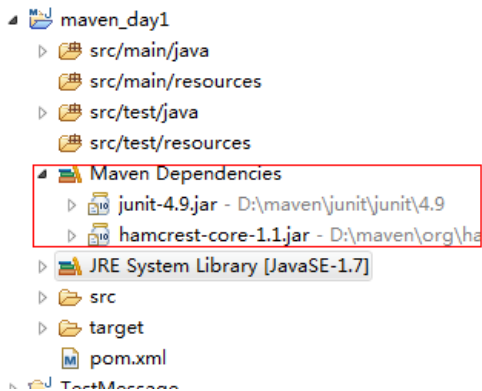 maven_day1
src/main/java
src/main/resources
src/test/java
src/test/resources
Maven Dependencies
junit-4.9.jar - D:\maven\junit\junit\4.9
hamcrest-core-1.1.jar - D:\maven\org\ha
JRE System Library [JavaSE-1.7]
src
target
pom.xml
TestMessage